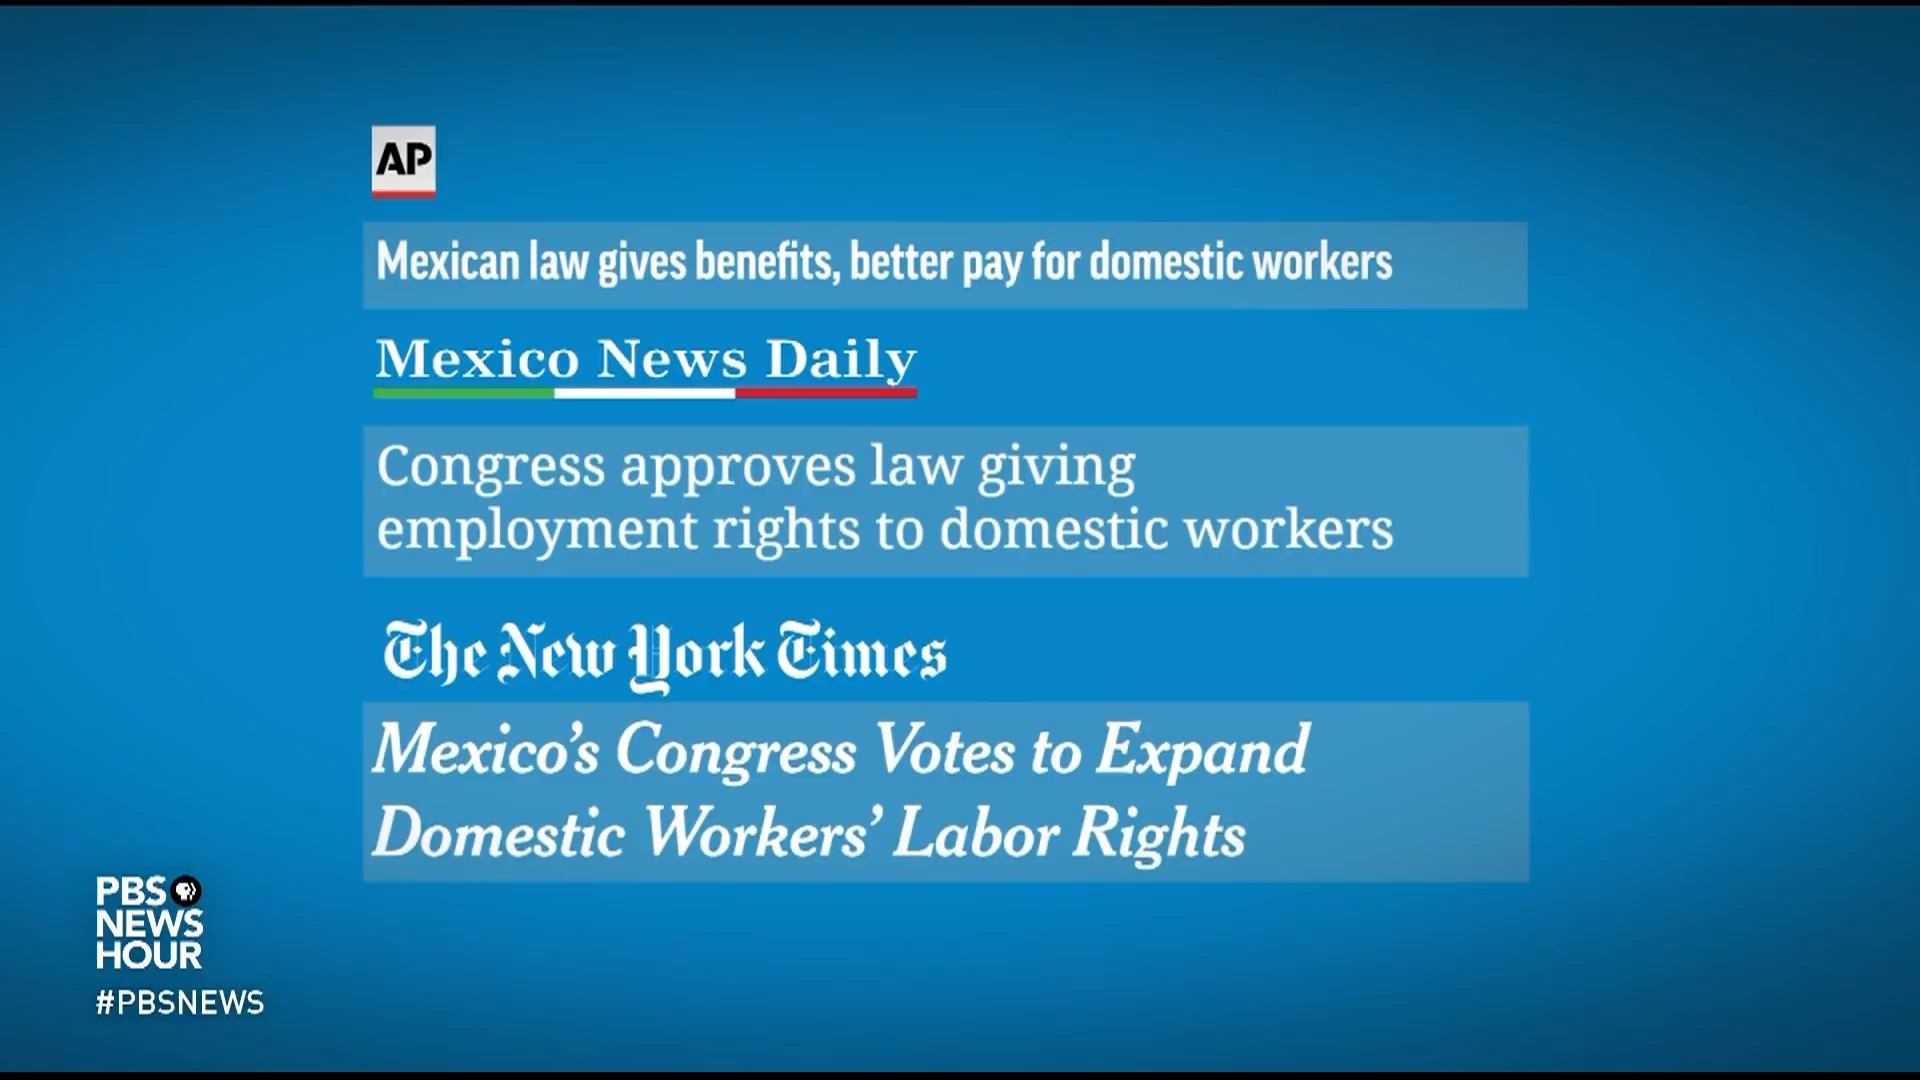 AP
Mexican law gives benefits, better pay for domestic workers
Mexico News Daily
Congress approves law giving
employment rights to domestic workers
The New York Times
Mexico’s Congress Votes to Expand
Domestic Workers’ Labor Rights
PBS
NEWS
HOUR
#PBSNEWS